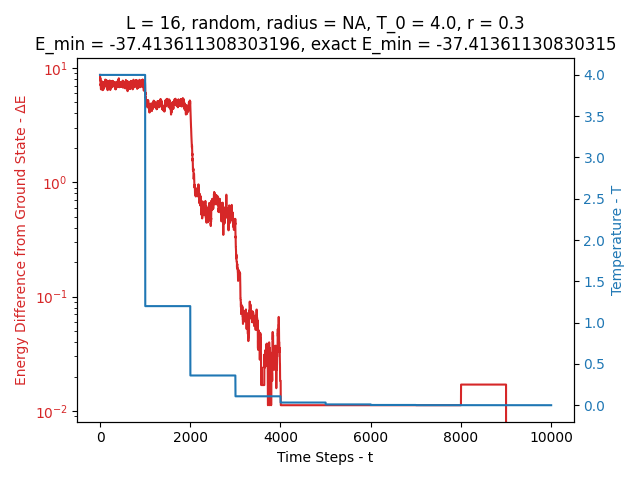 L = 16, random, radius = NA, T_0 = 4.0, r = 0.3
E_min = -37.413611308303196, exact E_min = -37.41361130830315
Energy Difference from Ground State - ΔE
10^1
10^0
10^-1
10^-2
4.0
3.5
3.0
2.5
2.0
1.5
1.0
0.5
0.0
Temperature - T
0 2000 4000 6000 8000 10000
Time Steps - t